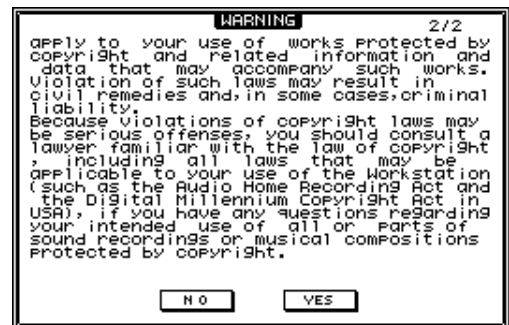 WARNING 2/2
apply to your use of works protected by
copyright and related information and
data that may accompany such works.
Violation of such laws may result in
civil remedies and, in some cases, criminal
liability.
Because violations of copyright laws may
be serious offenses, you should consult a
lawyer familiar with the law of copyright
, including all laws that may be
applicable to your use of the Workstation
(such as the Audio Home Recording Act and
the Digital Millennium Copyright Act in
USA), if you have any questions regarding
your intended use of all or parts of
sound recordings or musical compositions
protected by copyright.
NO YES